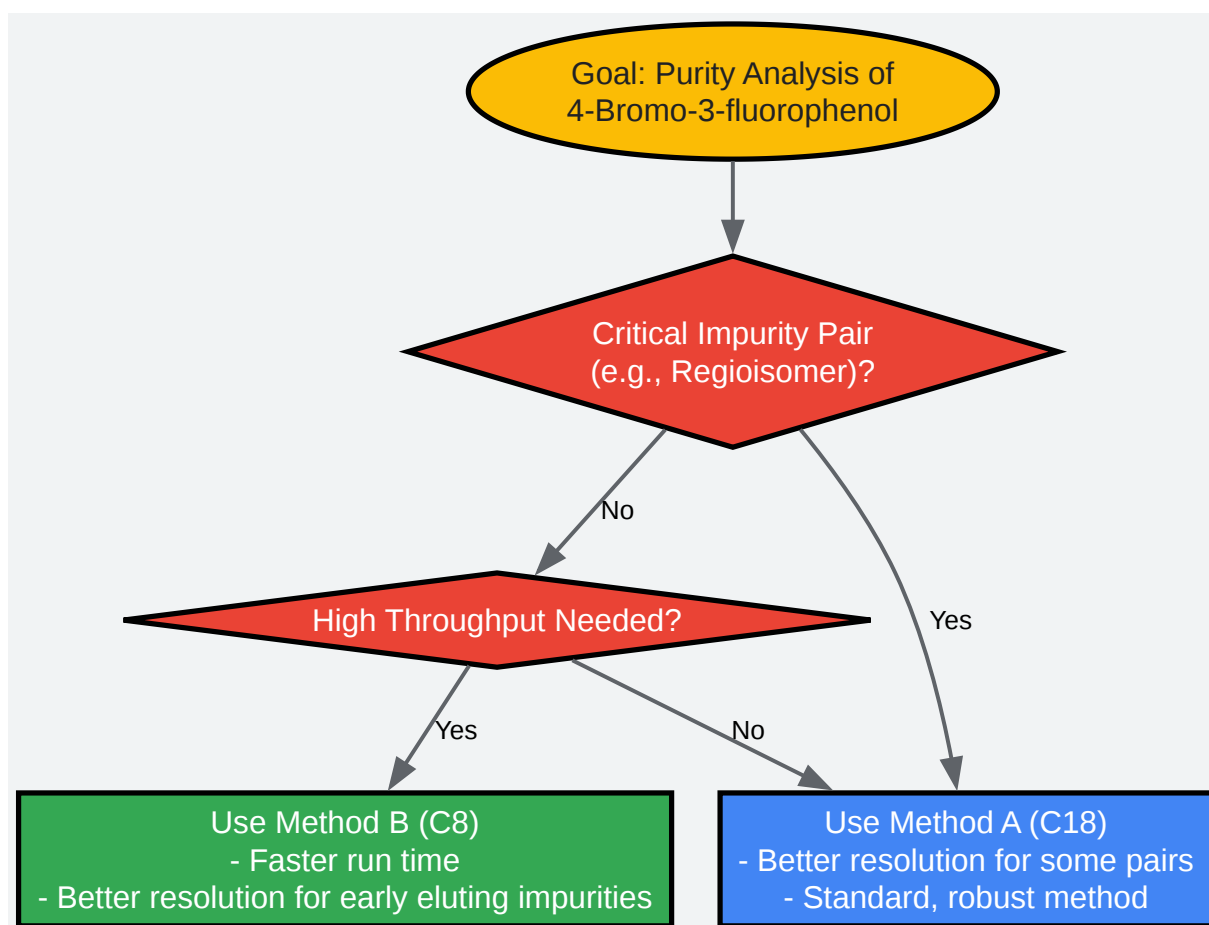 Goal: Purity Analysis of
4-Bromo-3-fluorophenol
Critical Impurity Pair
(e.g., Regioisomer)?
No
High Throughput Needed?
Yes
Yes
No
Use Method B (C8)
- Faster run time
- Better resolution for early eluting impurities
Use Method A (C18)
- Better resolution for some pairs
- Standard, robust method